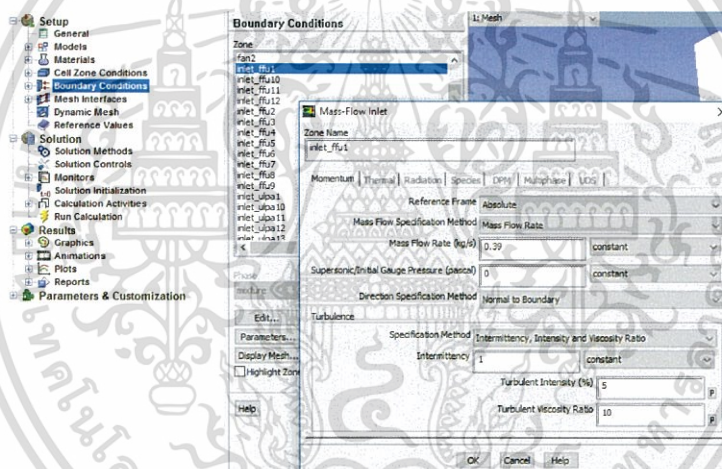 Setup
General
Models
Materials
Cell Zone Conditions
Boundary Conditions
Mesh Interfaces
Dynamic Mesh
Reference Values
Solution
Solution Methods
Solution Controls
Monitors
Solution Initialization
Calculation Activities
Run Calculation
Results
Graphics
Animations
Plots
Reports
Parameters & Customization
Boundary Conditions
Zone
fan2
inlet_ffu1
inlet_ffu10
inlet_ffu11
inlet_ffu12
inlet_ffu2
inlet_ffu3
inlet_ffu4
inlet_ffu5
inlet_ffu6
inlet_ffu7
inlet_ffu8
inlet_ffu9
inlet_ulpa1
inlet_ulpa10
inlet_ulpa11
inlet_ulpa12
inlet_ulpa13
Phase
mixture
Edit...
Parameters...
Display Mesh...
Highlight Zone
Help
1: Mesh
Mass-Flow Inlet
Zone Name
inlet_ffu1
Momentum Thermal Radiation Species DPM Multiphase UDS
Reference Frame Absolute
Mass Flow Specification Method Mass Flow Rate
Mass Flow Rate (kg/s) 0.39 constant
Supersonic/Initial Gauge Pressure (pascal) 0 constant
Direction Specification Method Normal to Boundary
Turbulence
Specification Method Intermittency, Intensity and Viscosity Ratio
Intermittency 1 constant
Turbulent Intensity (%) 5 P
Turbulent Viscosity Ratio 10 P
OK Cancel Help